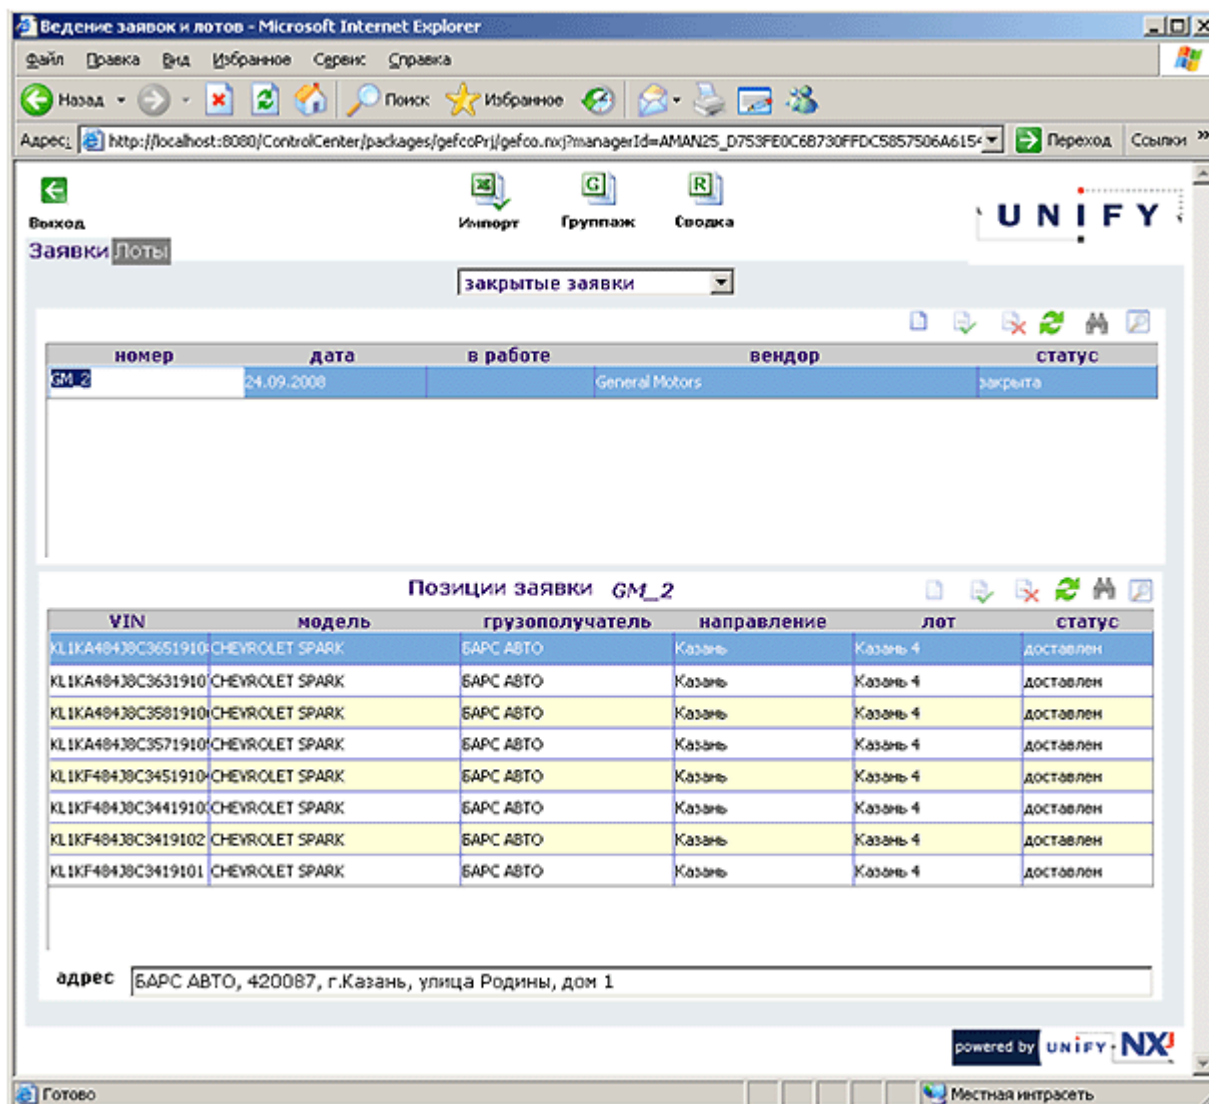 Ведение заявок и лотов - Microsoft Internet Explorer
Файл Правка Вид Избранное Сервис Справка
Назад Поиск Избранное
Адрес: http://localhost:8080/ControlCenter/packages/gefcoPrj/gefco.nxj?managerId=AMAN25_D753FE0C6B730FFDC5857506A6154 Переход Ссылки »
Выход Импорт Группаж Сводка UNIFY
Заявки Лоты
закрытые заявки
номер дата в работе вендор статус
GM_2 24.09.2008 General Motors закрыта
Позиции заявки GM_2
VIN модель грузополучатель направление лот статус
KL1KA484J8C3651910 CHEVROLET SPARK БАРС АВТО Казань Казань 4 доставлен
KL1KA484J8C3631910 CHEVROLET SPARK БАРС АВТО Казань Казань 4 доставлен
KL1KA484J8C3581910 CHEVROLET SPARK БАРС АВТО Казань Казань 4 доставлен
KL1KA484J8C3571910 CHEVROLET SPARK БАРС АВТО Казань Казань 4 доставлен
KL1KF484J8C3451910 CHEVROLET SPARK БАРС АВТО Казань Казань 4 доставлен
KL1KF484J8C3441910 CHEVROLET SPARK БАРС АВТО Казань Казань 4 доставлен
KL1KF484J8C3419102 CHEVROLET SPARK БАРС АВТО Казань Казань 4 доставлен
KL1KF484J8C3419101 CHEVROLET SPARK БАРС АВТО Казань Казань 4 доставлен
адрес БАРС АВТО, 420087, г.Казань, улица Родины, дом 1
powered by UNIFY NXJ
Готово Местная интрасеть